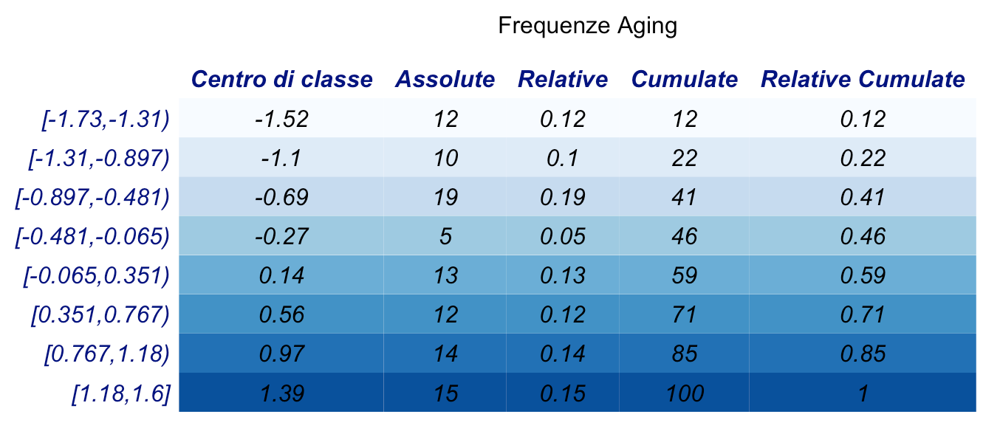 Frequenze Aging
Centro di classe Assolute Relative Cumulate Relative Cumulate
[-1.73,-1.31) -1.52 12 0.12 12 0.12
[-1.31,-0.897) -1.1 10 0.1 22 0.22
[-0.897,-0.481) -0.69 19 0.19 41 0.41
[-0.481,-0.065) -0.27 5 0.05 46 0.46
[-0.065,0.351) 0.14 13 0.13 59 0.59
[0.351,0.767) 0.56 12 0.12 71 0.71
[0.767,1.18) 0.97 14 0.14 85 0.85
[1.18,1.6] 1.39 15 0.15 100 1